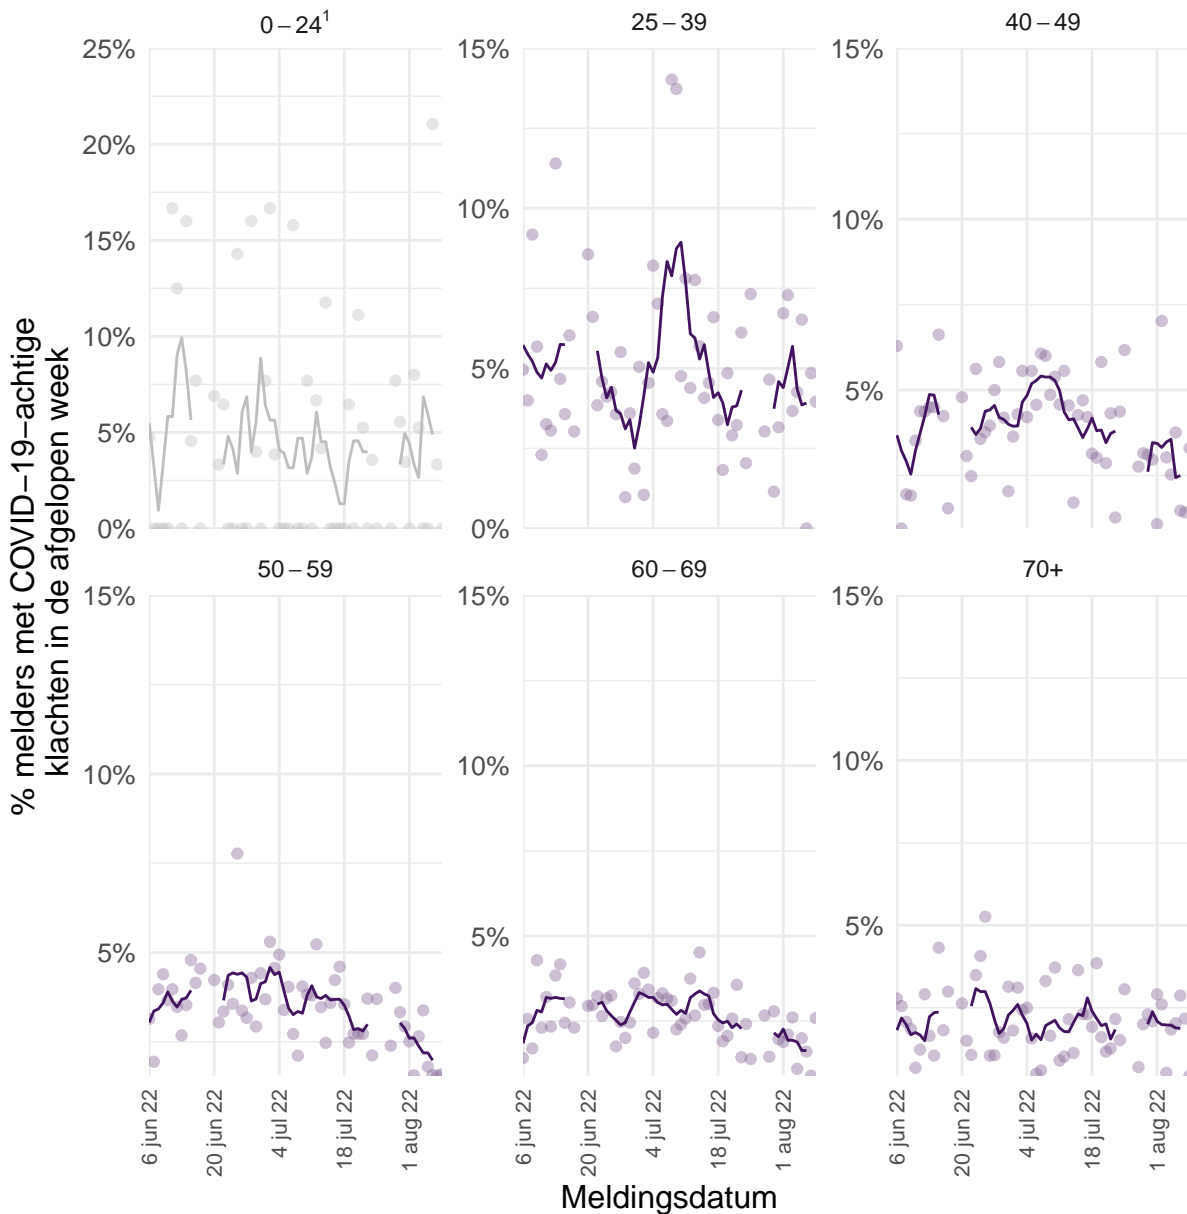 0–24¹
25–39
40–49
25%
20%
15%
10%
5%
0%
15%
10%
5%
0%
15%
10%
5%
% melders met COVID–19–achtige
klachten in de afgelopen week
50–59
60–69
70+
15%
10%
5%
15%
10%
5%
15%
10%
5%
6 jun 22
20 jun 22
4 jul 22
18 jul 22
1 aug 22
6 jun 22
20 jun 22
4 jul 22
18 jul 22
1 aug 22
6 jun 22
20 jun 22
4 jul 22
18 jul 22
1 aug 22
Meldingsdatum